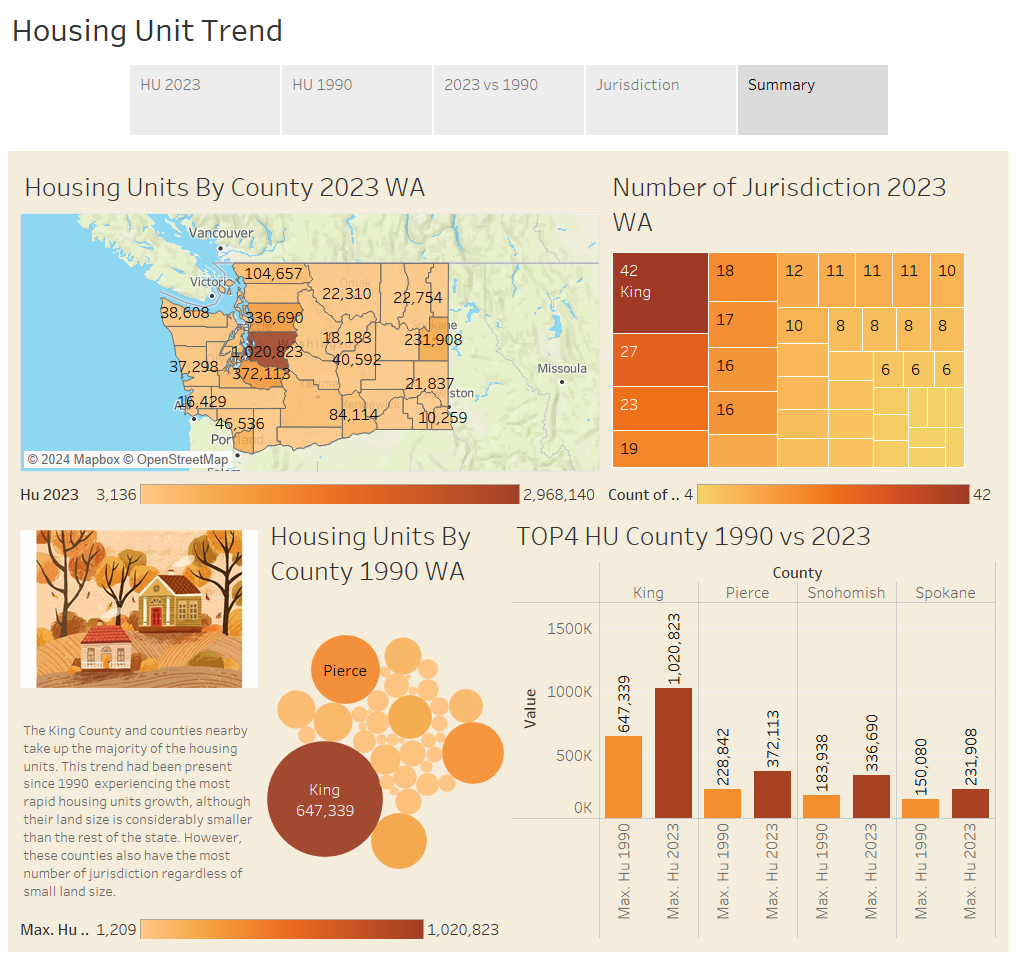 Housing Unit Trend
HU 2023
HU 1990
2023 vs 1990
Jurisdiction
Summary
Housing Units By County 2023 WA
Vancouver
104,657
22,310
22,754
38,608
336,690
18,183
231,908
1,020,823
40,592
37,298
372,113
Missoula
21,837
16,429
84,114
10,259
46,536
© 2024 Mapbox © OpenStreetMap
Hu 2023
3,136
2,968,140
Number of Jurisdiction 2023
WA
42
King
27
23
19
18
17
16
16
12
11
11
11
10
10
8
8
8
8
6
6
6
Count of ..
4
42
The King County and counties nearby
take up the majority of the housing
units. This trend had been present
since 1990 experiencing the most
rapid housing units growth, although
their land size is considerably smaller
than the rest of the state. However,
these counties also have the most
number of jurisdiction regardless of
small land size.
Housing Units By
County 1990 WA
Pierce
King
647,339
Max. Hu ..
1,209
1,020,823
TOP4 HU County 1990 vs 2023
County
King
Pierce
Snohomish
Spokane
Value
1500K
1000K
500K
0K
647,339
1,020,823
228,842
372,113
183,938
336,690
150,080
231,908
Max. Hu 1990
Max. Hu 2023
Max. Hu 1990
Max. Hu 2023
Max. Hu 1990
Max. Hu 2023
Max. Hu 1990
Max. Hu 2023